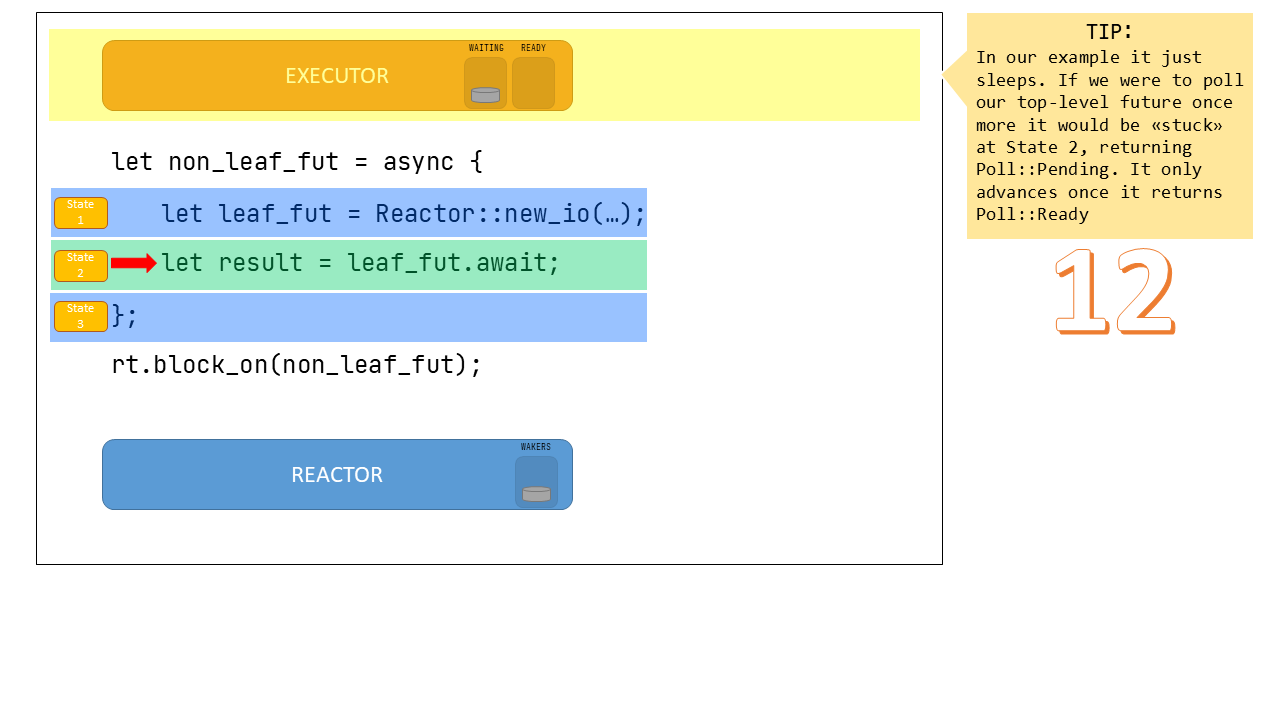 WAITING READY
EXECUTOR
let non_leaf_fut = async {
State
1
let leaf_fut = Reactor::new_io(…);
State
2
let result = leaf_fut.await;
State
3
};
rt.block_on(non_leaf_fut);
WAKERS
REACTOR
TIP:
In our example it just
sleeps. If we were to poll
our top-level future once
more it would be «stuck»
at State 2, returning
Poll::Pending. It only
advances once it returns
Poll::Ready
12